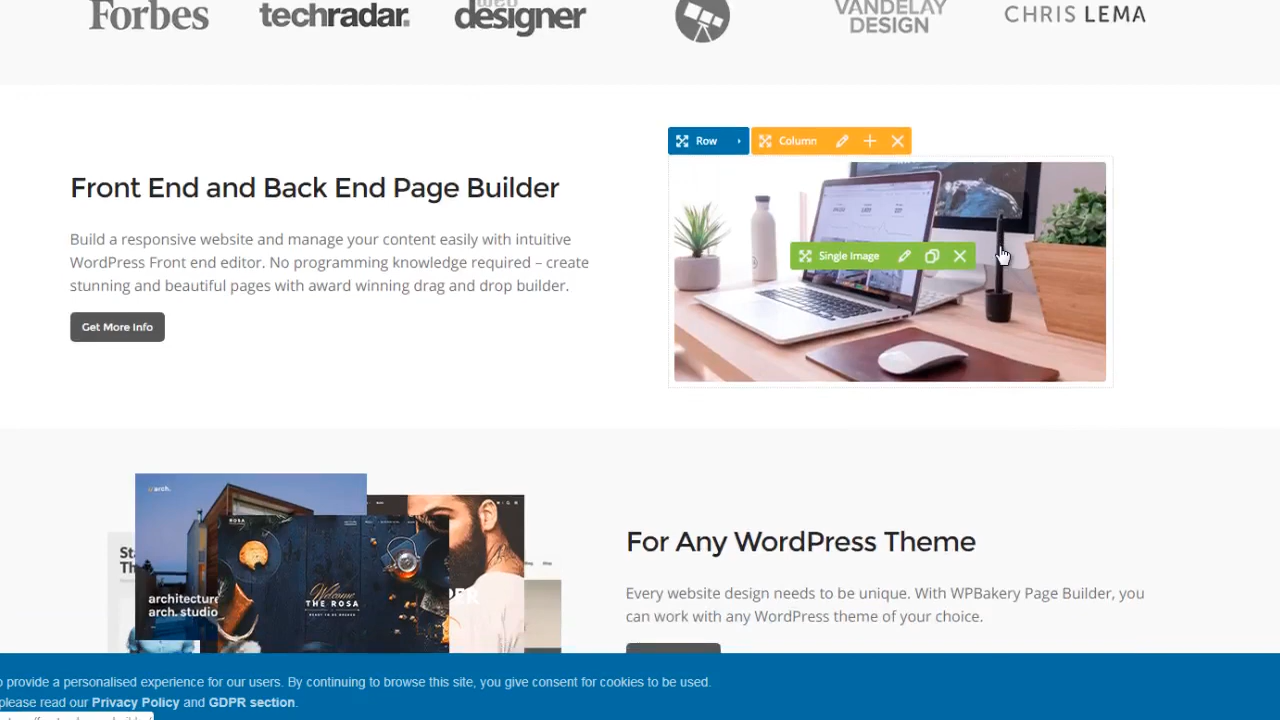 Forbes
techradar.
web
designer
VANDELAY
DESIGN
CHRIS LEMA
Row
Column
Front End and Back End Page Builder
Build a responsive website and manage your content easily with intuitive
WordPress Front end editor. No programming knowledge required – create
stunning and beautiful pages with award winning drag and drop builder.
Single Image
Get More Info
arch.
ROSA
architecture
arch. studio
Welcome
THE ROSA
For Any WordPress Theme
Every website design needs to be unique. With WPBakery Page Builder, you
can work with any WordPress theme of your choice.
o provide a personalised experience for our users. By continuing to browse this site, you give consent for cookies to be used.
please read our Privacy Policy and GDPR section.